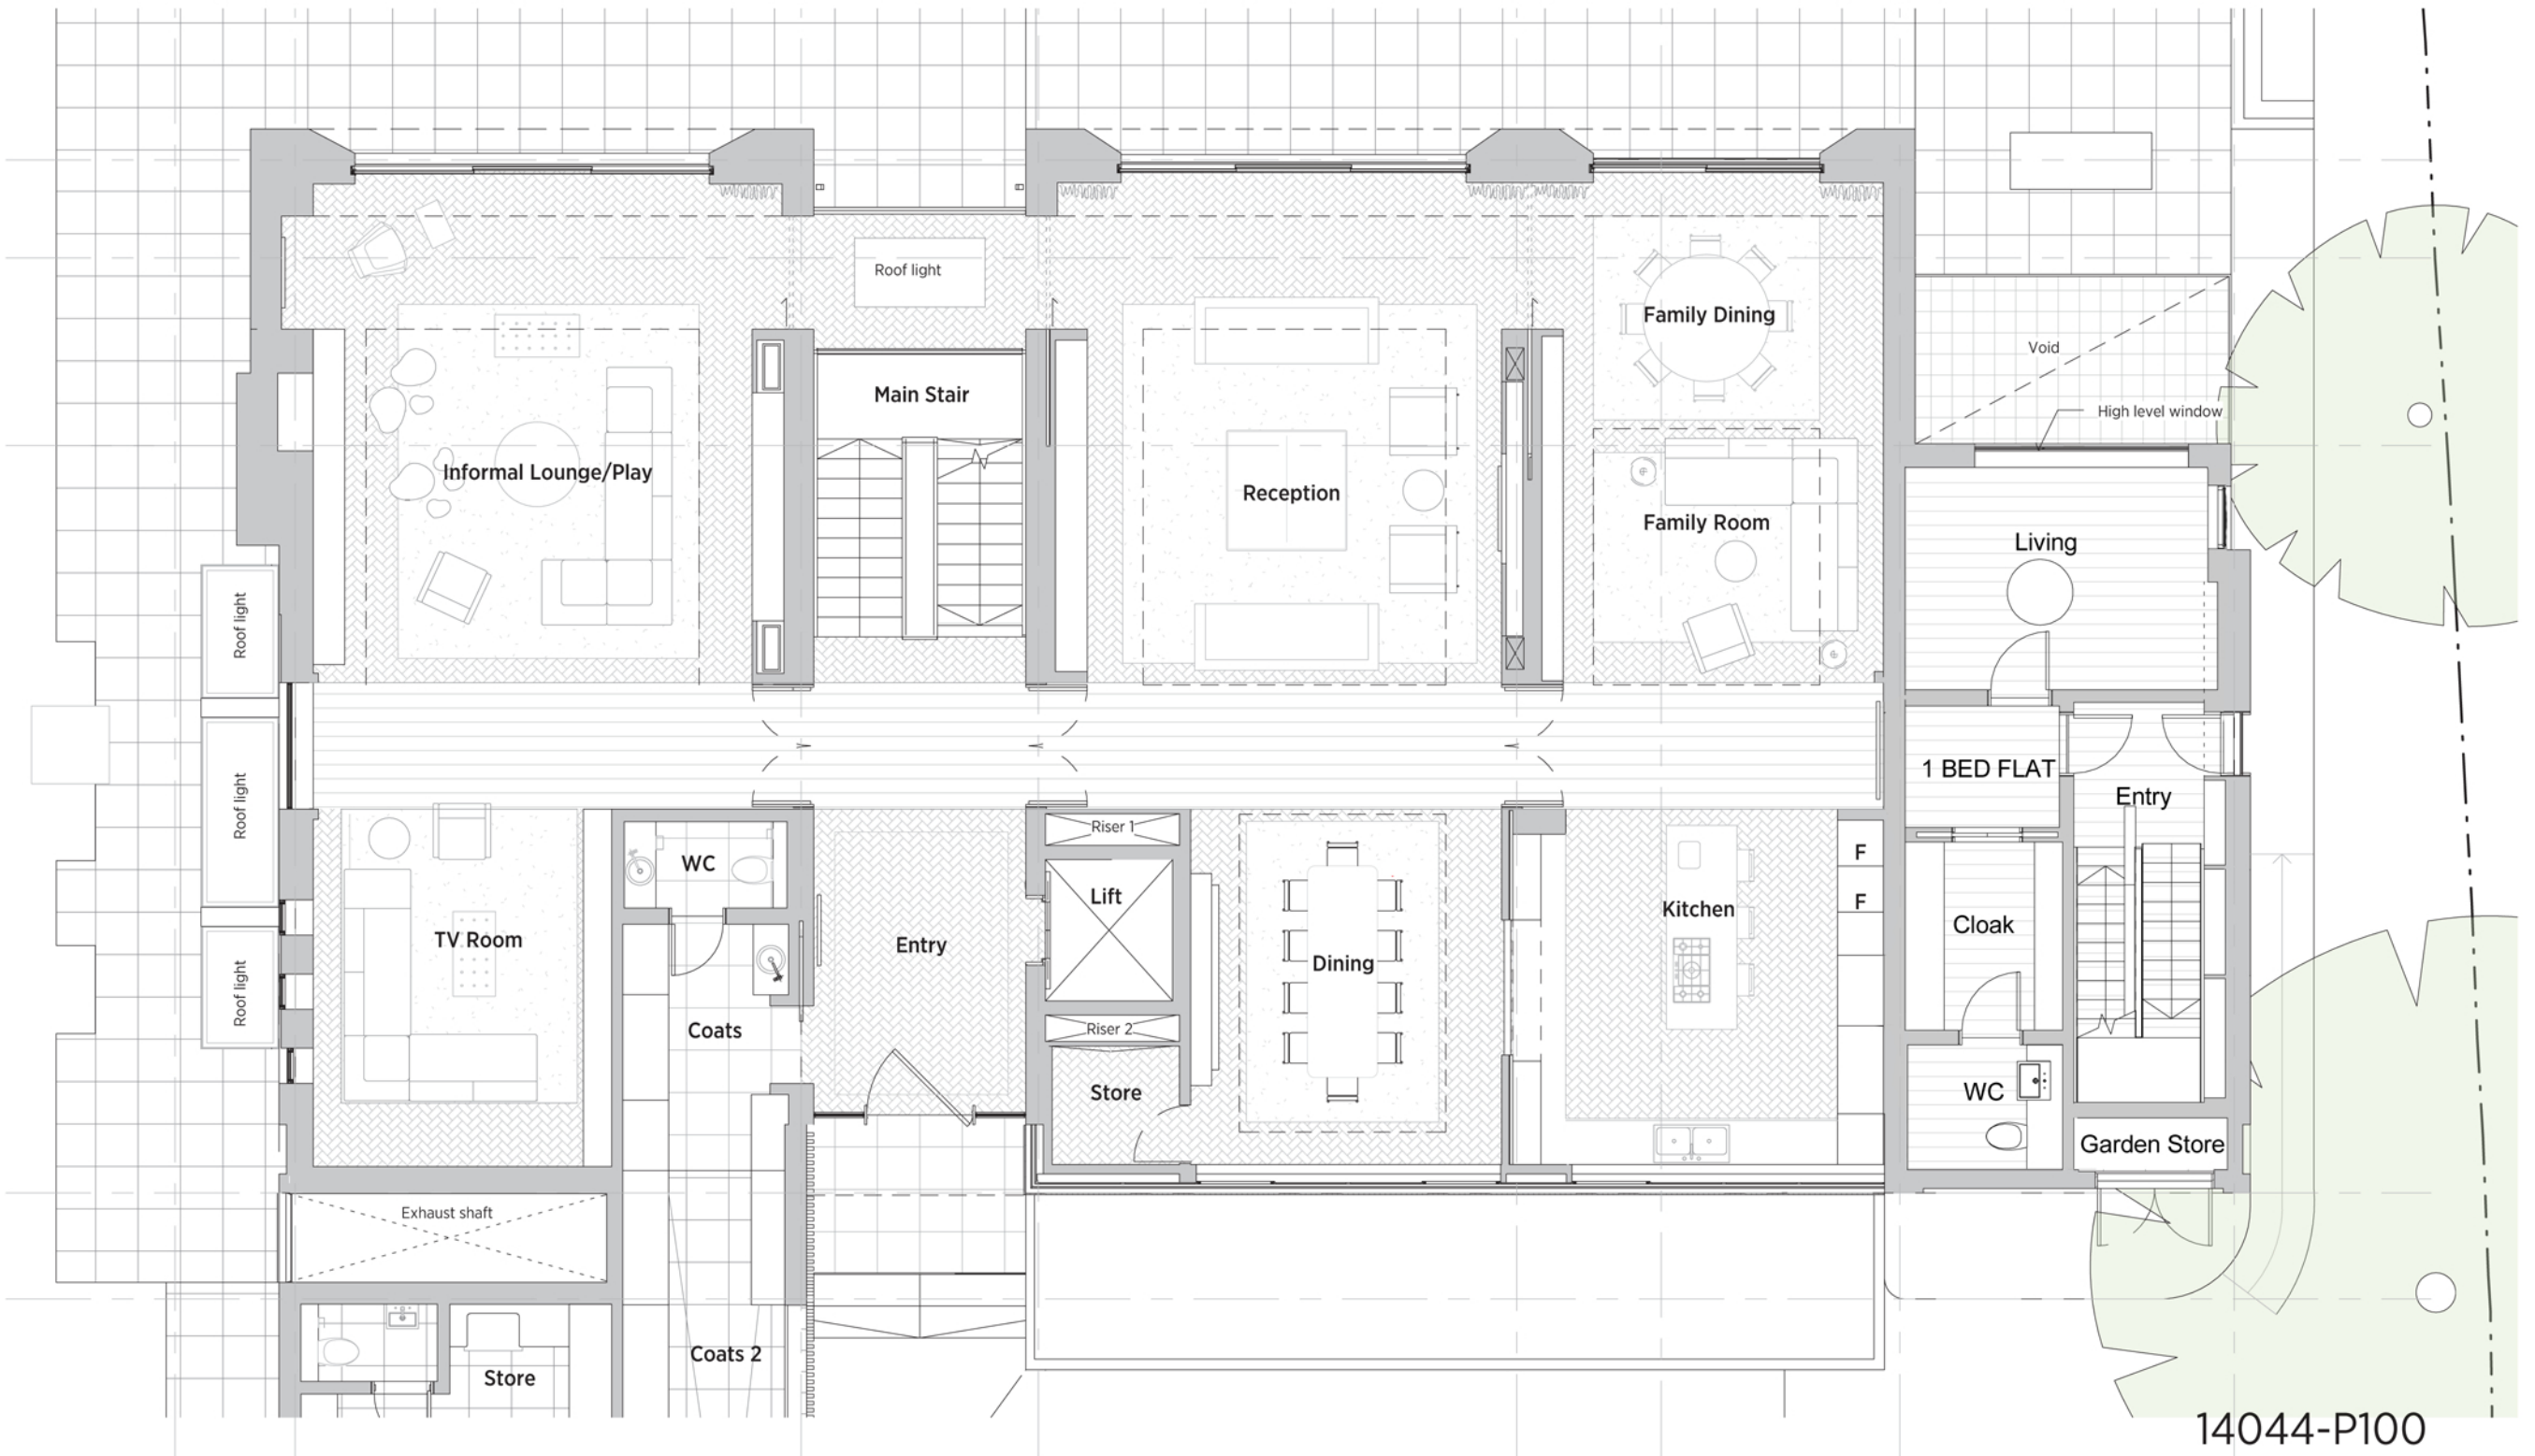 Roof light
Family Dining
Void
Main Stair
High level window
Informal Lounge/Play
Reception
Family Room
Living
Roof light
1 BED FLAT
Entry
Roof light
Riser 1
WC
F
Lift
F
Kitchen
Cloak
TV Room
Entry
Dining
Roof light
Coats
Riser 2
Store
WC
Garden Store
Exhaust shaft
Coats 2
Store
14044-P100